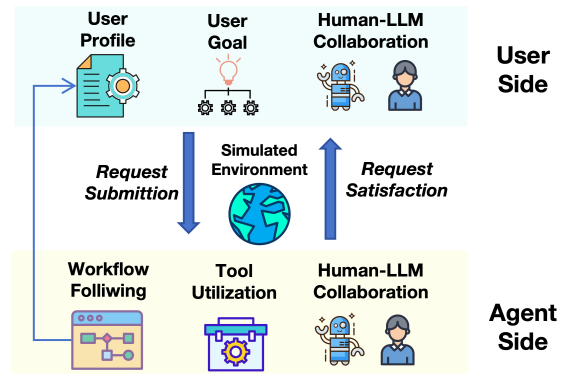 User
Profile
User
Goal
Human-LLM
Collaboration
User
Side
Request
Submittion
Simulated
Environment
Request
Satisfaction
Workflow
Folliwing
Tool
Utilization
Human-LLM
Collaboration
Agent
Side